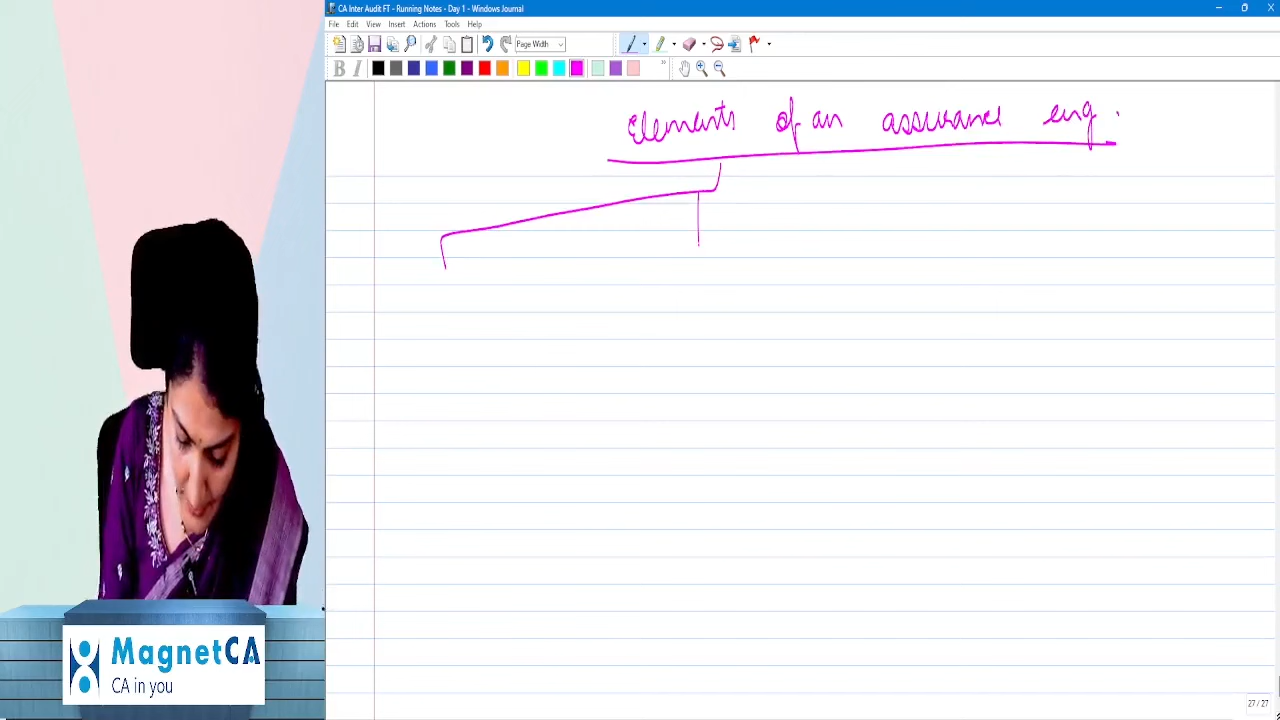 CA Inter Audit FT - Running Notes - Day 1 - Windows Journal
File Edit View Insert Actions Tools Help
Page Width
B I
Elements of an assurance eng.
MagnetCA
CA in you
27 / 27